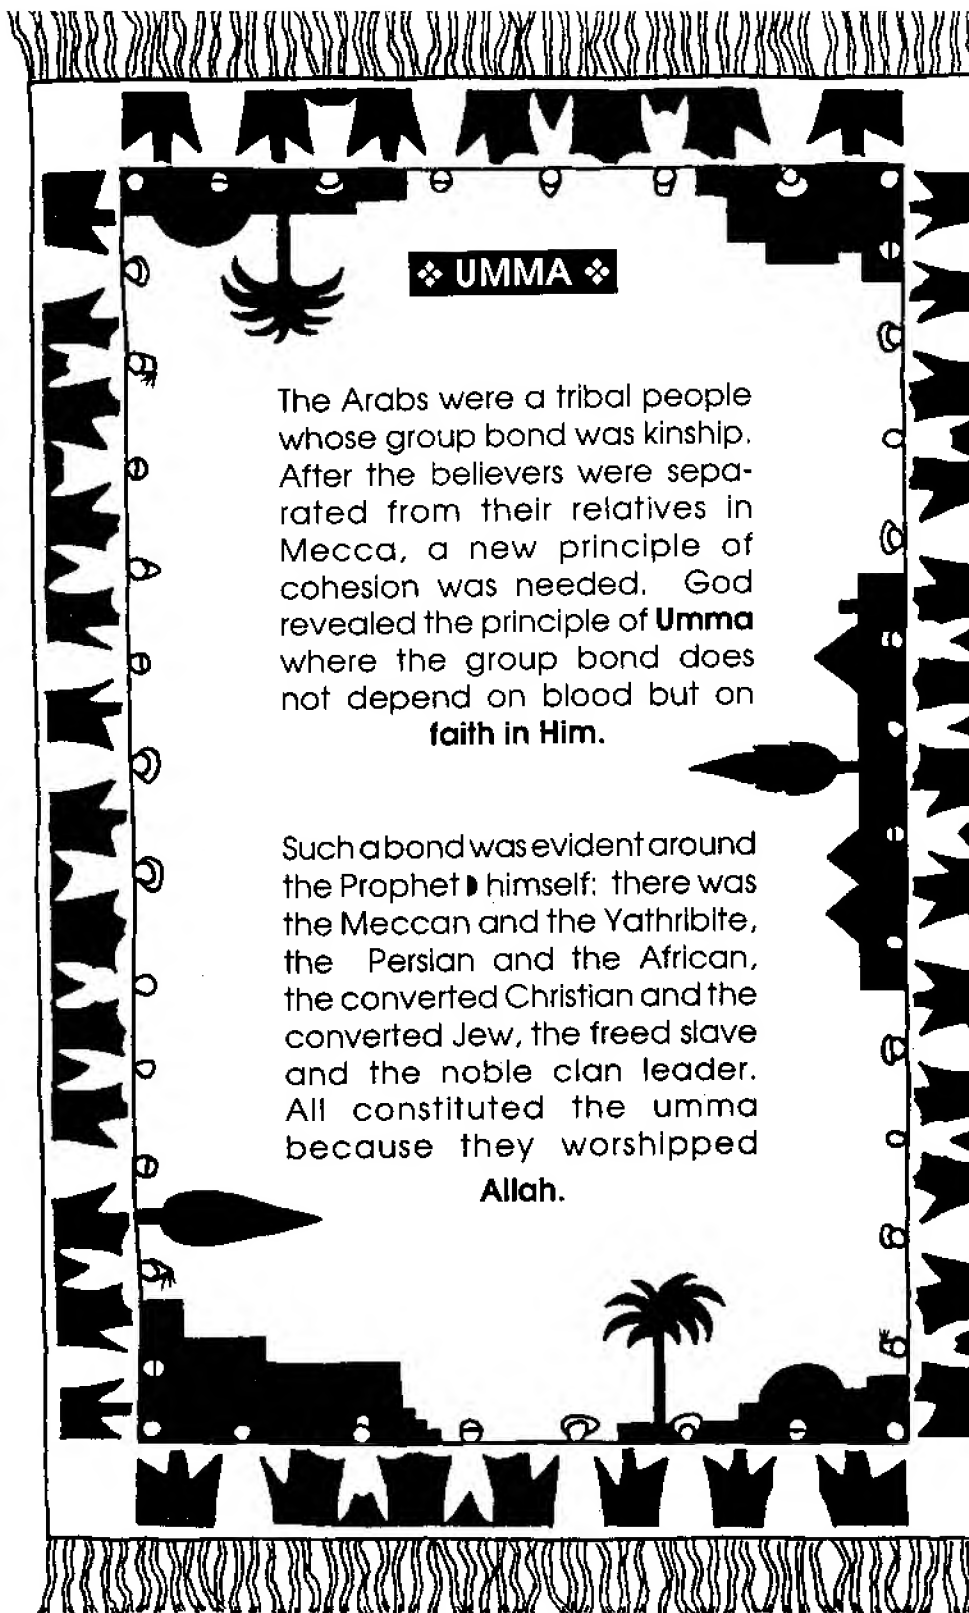 ❖ UMMA ❖
The Arabs were a tribal people
whose group bond was kinship.
After the believers were sepa-
rated from their relatives in
Mecca, a new principle of
cohesion was needed. God
revealed the principle of Umma
where the group bond does
not depend on blood but on
faith in Him.
Such a bond was evident around
the Prophet himself: there was
the Meccan and the Yathribite,
the Persian and the African,
the converted Christian and the
converted Jew, the freed slave
and the noble clan leader.
All constituted the umma
because they worshipped
Allah.